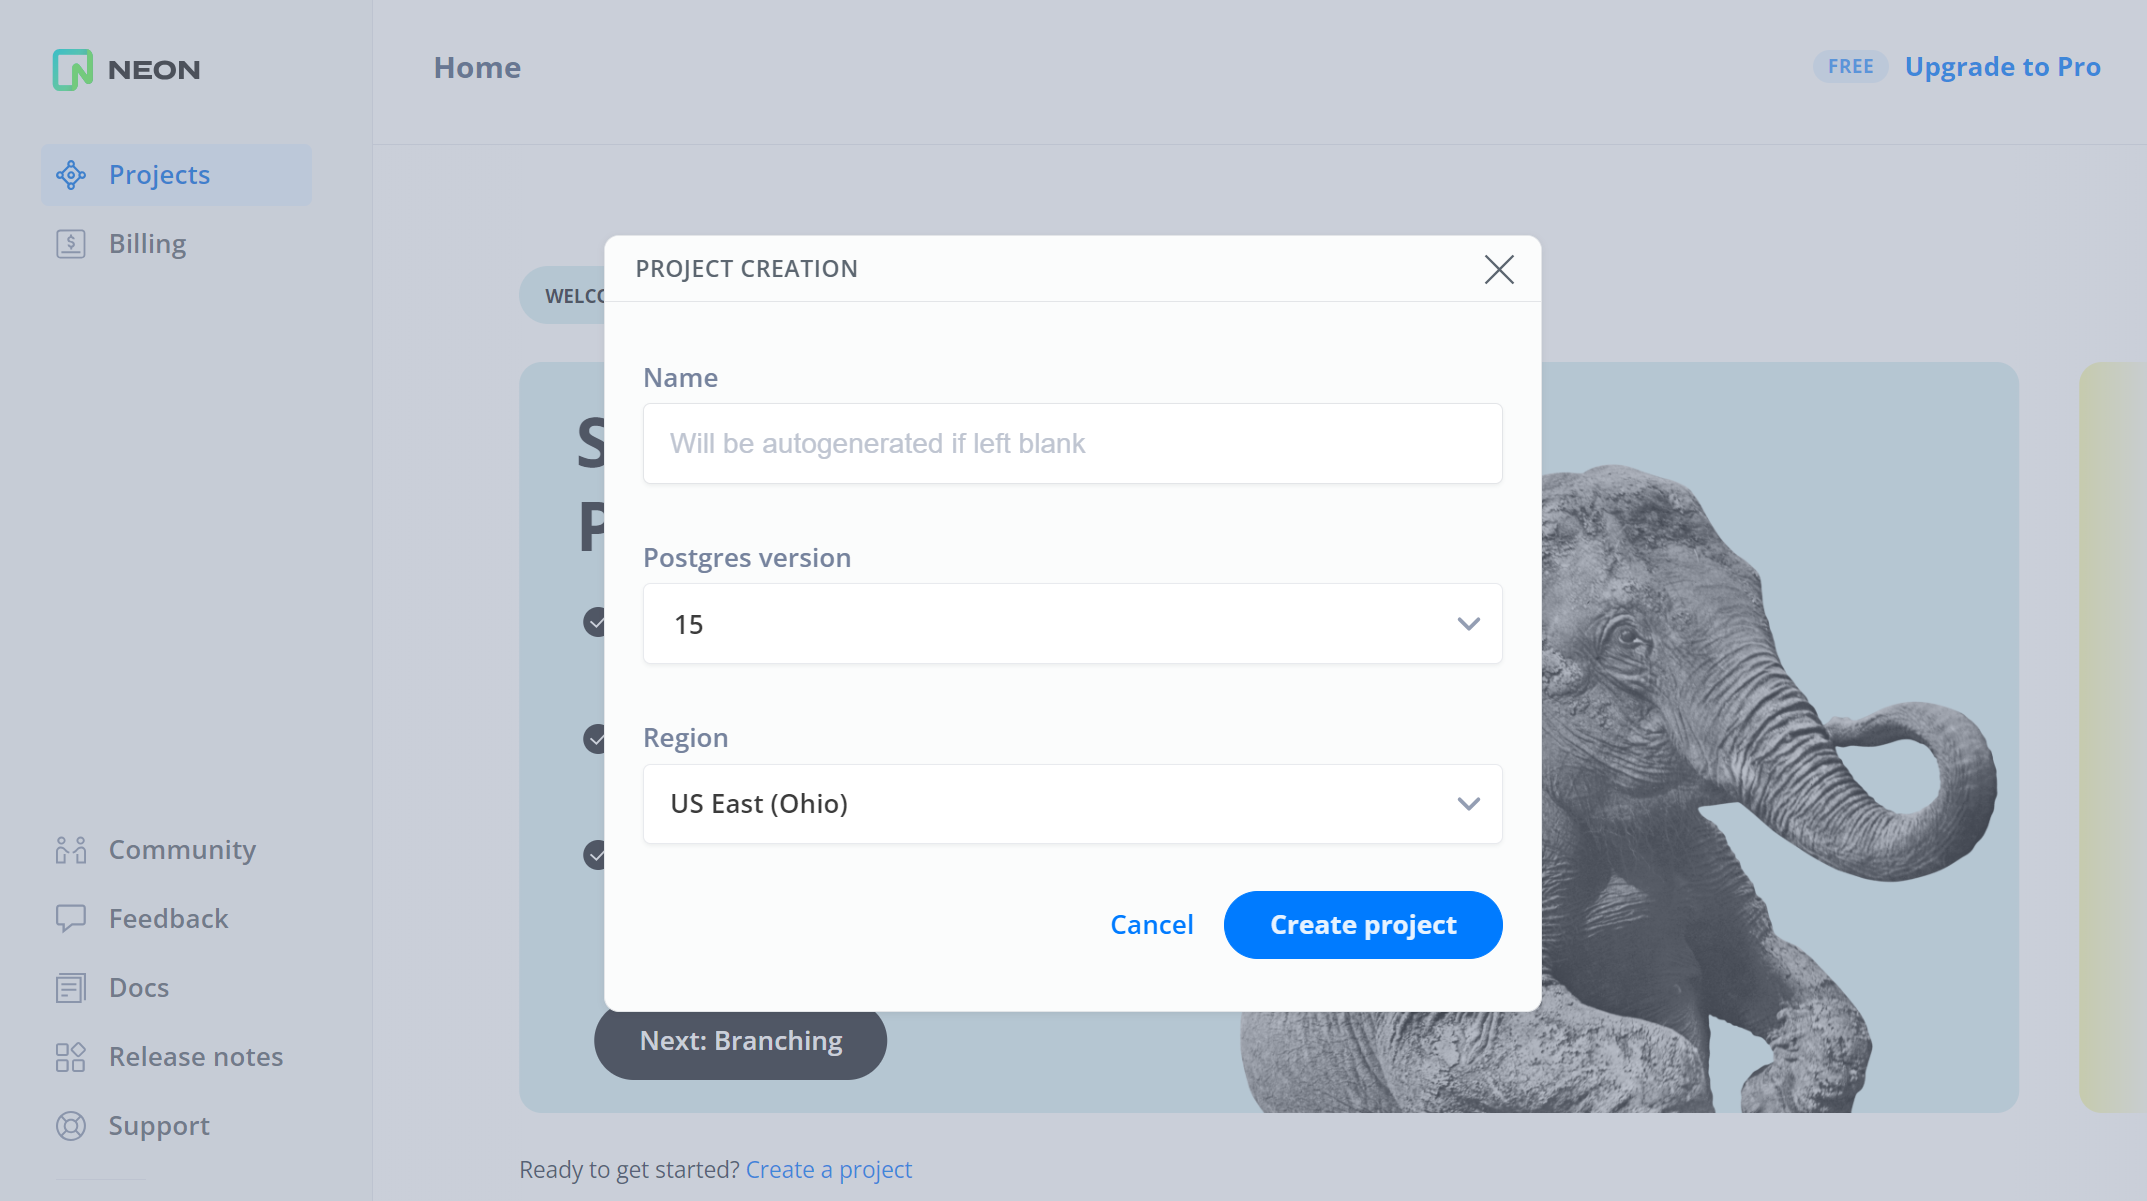 NEON
Home
FREE
Upgrade to Pro
Projects
Billing
PROJECT CREATION
Name
Will be autogenerated if left blank
Postgres version
15
Region
US East (Ohio)
Cancel
Create project
Next: Branching
Community
Feedback
Docs
Release notes
Support
Ready to get started? Create a project